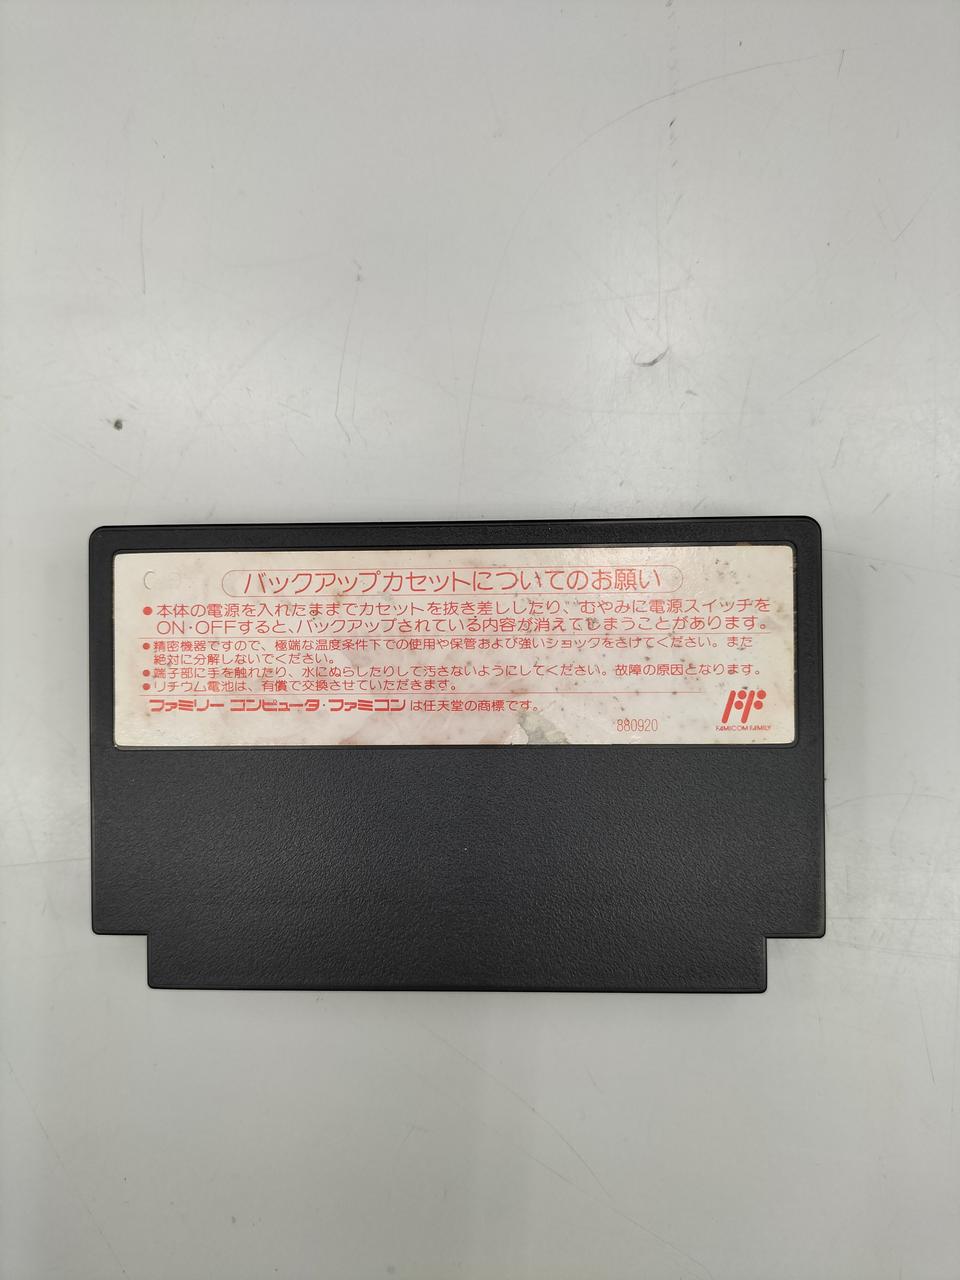 バックアップカセットについてのお願い
●本体の電源を入れたままでカセットを抜き差ししたり、むやみに電源スイッチを
ON・OFFすると、バックアップされている内容が消えてしまうことがあります。
●精密機器ですので、極端な温度条件下での使用や保管および強いショックをさけてください。また
絶対に分解しないでください。
●端子部に手を触れたり、水にぬらしたりして汚さないようにしてください。故障の原因となります。
●リチウム電池は、有償で交換させていただきます。
ファミリー コンピュータ・ファミコンは任天堂の商標です。
880920
FAMICOM FAMILY